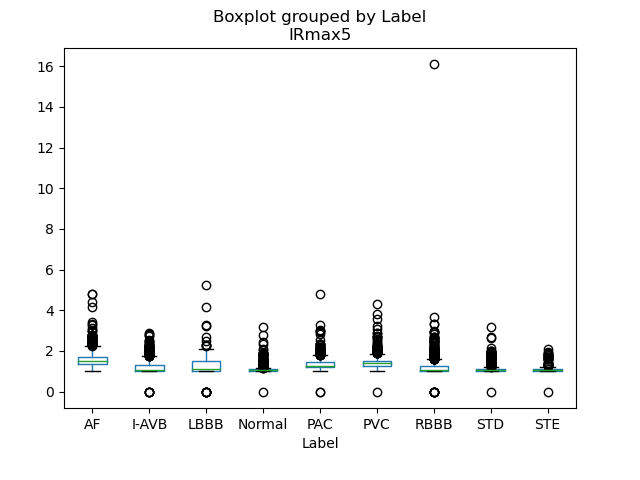 Boxplot grouped by Label
IRmax5
16
14
12
10
8
6
4
2
0
AF I-AVB LBBB Normal PAC PVC RBBB STD STE
Label